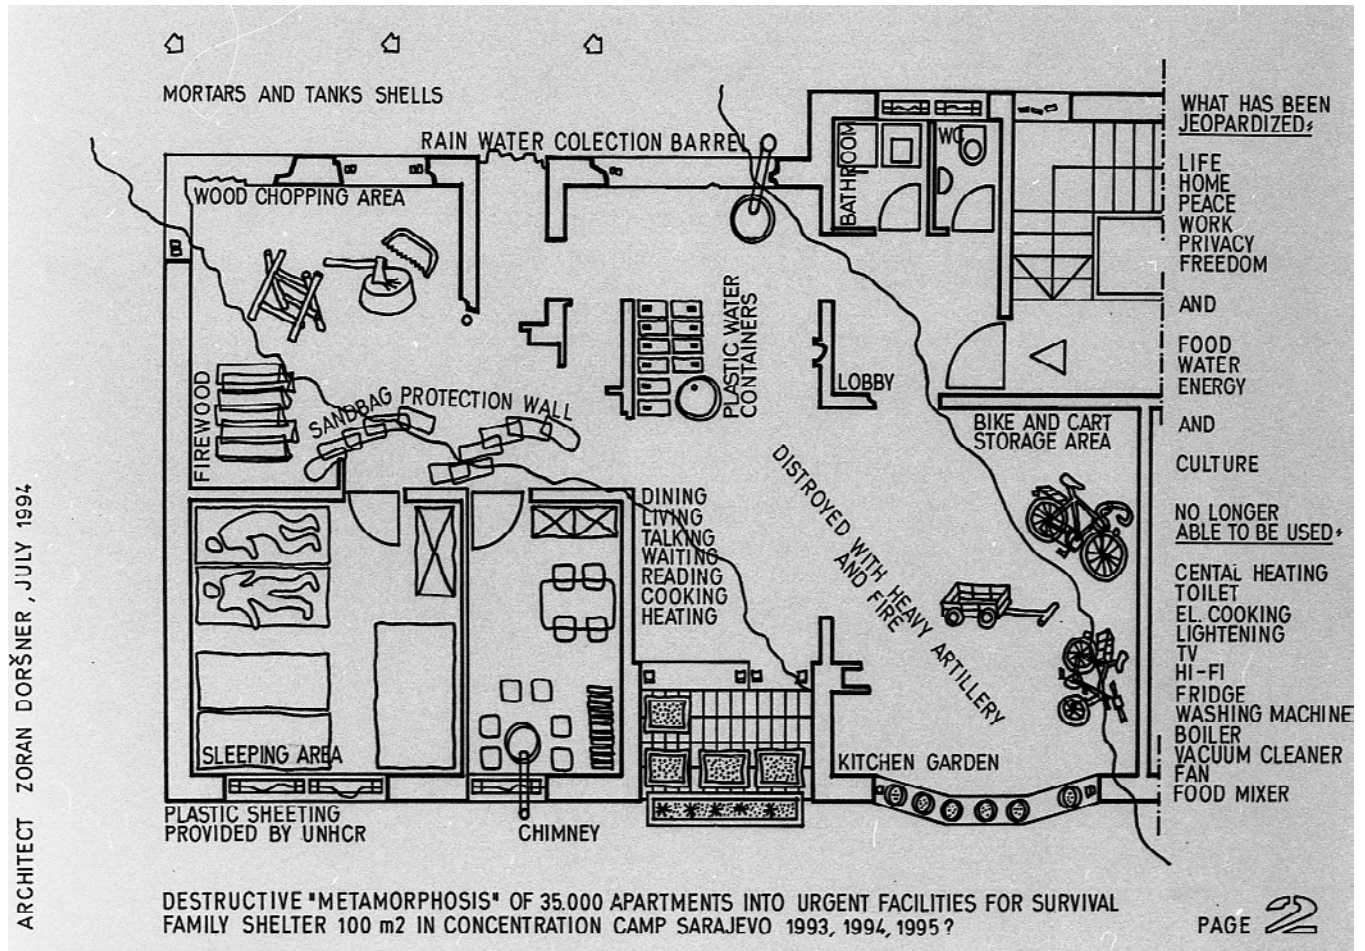 MORTARS AND TANKS SHELLS
RAIN WATER COLECTION BARREL
WOOD CHOPPING AREA
BATHROOM
WC
FIREWOOD
SANDBAG PROTECTION WALL
PLASTIC WATER
CONTAINERS
LOBBY
BIKE AND CART
STORAGE AREA
DINING
LIVING
TALKING
WAITING
READING
COOKING
HEATING
DISTROYED WITH HEAVY ARTILLERY
AND FIRE
SLEEPING AREA
KITCHEN GARDEN
PLASTIC SHEETING
PROVIDED BY UNHCR
CHIMNEY
WHAT HAS BEEN
JEOPARDIZED:
LIFE
HOME
PEACE
WORK
PRIVACY
FREEDOM
AND
FOOD
WATER
ENERGY
AND
CULTURE
NO LONGER
ABLE TO BE USED:
CENTAL HEATING
TOILET
EL. COOKING
LIGHTENING
TV
HI-FI
FRIDGE
WASHING MACHINE
BOILER
VACUUM CLEANER
FAN
FOOD MIXER
ARCHITECT ZORAN DORŠNER, JULY 1994
DESTRUCTIVE "METAMORPHOSIS" OF 35.000 APARTMENTS INTO URGENT FACILITIES FOR SURVIVAL
FAMILY SHELTER 100 m2 IN CONCENTRATION CAMP SARAJEVO 1993, 1994, 1995?
PAGE 2